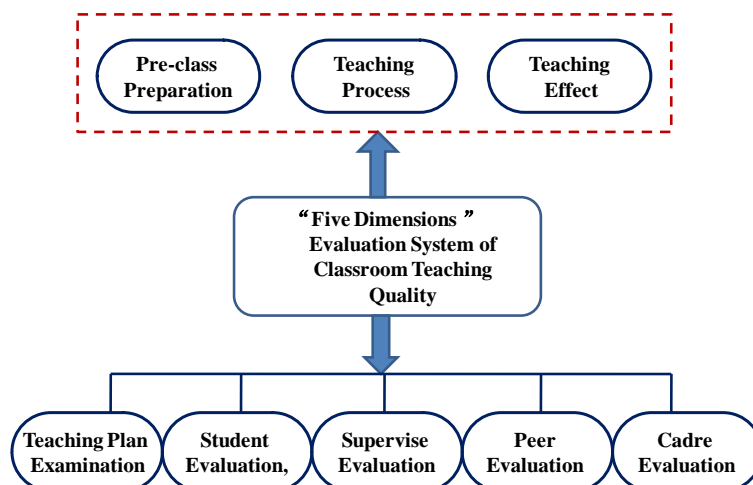 Pre-class
Preparation
Teaching
Process
Teaching
Effect
“Five Dimensions”
Evaluation System of
Classroom Teaching
Quality
Teaching Plan
Examination
Student
Evaluation,
Supervise
Evaluation
Peer
Evaluation
Cadre
Evaluation